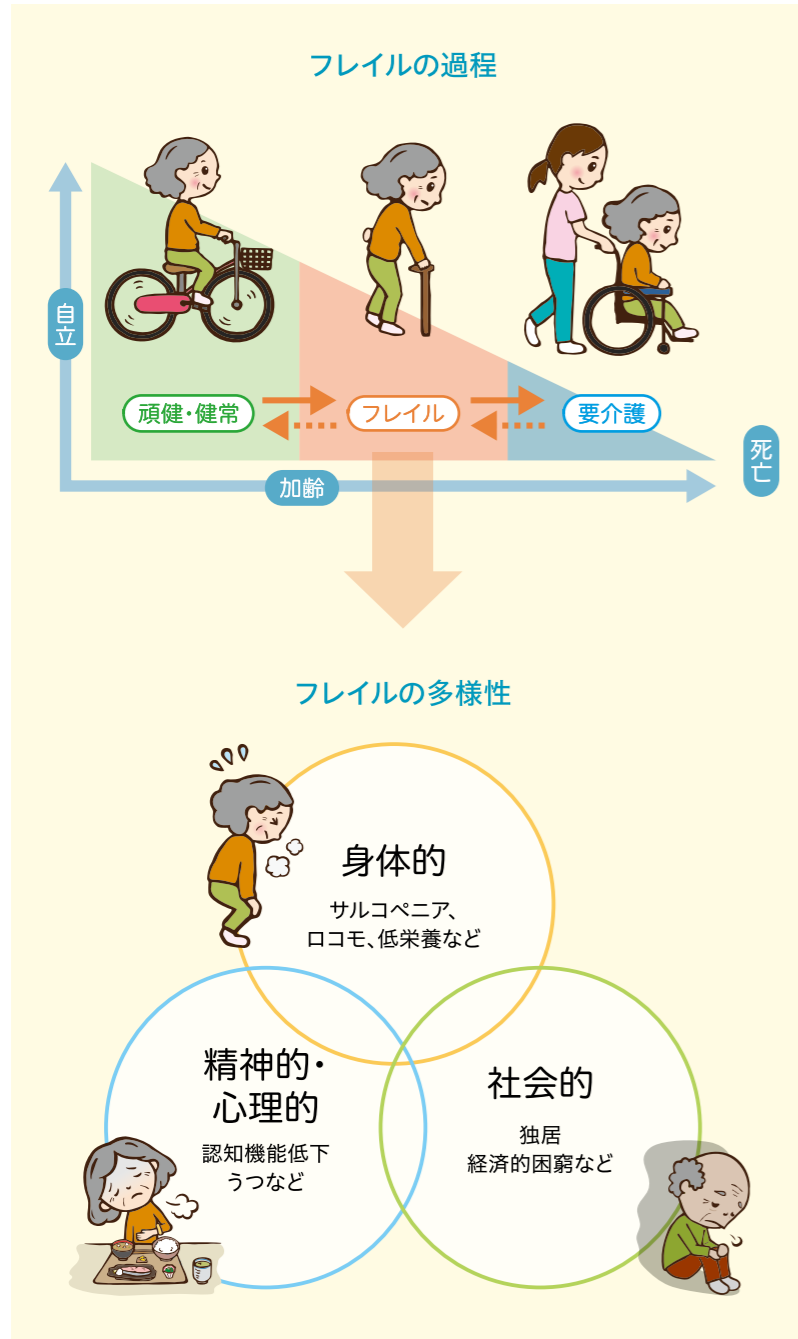 フレイルの過程
自立
頑健・健常
フレイル
要介護
死亡
加齢
フレイルの多様性
身体的
サルコペニア、
ロコモ、低栄養など
精神的・
心理的
認知機能低下
うつなど
社会的
独居
経済的困窮など